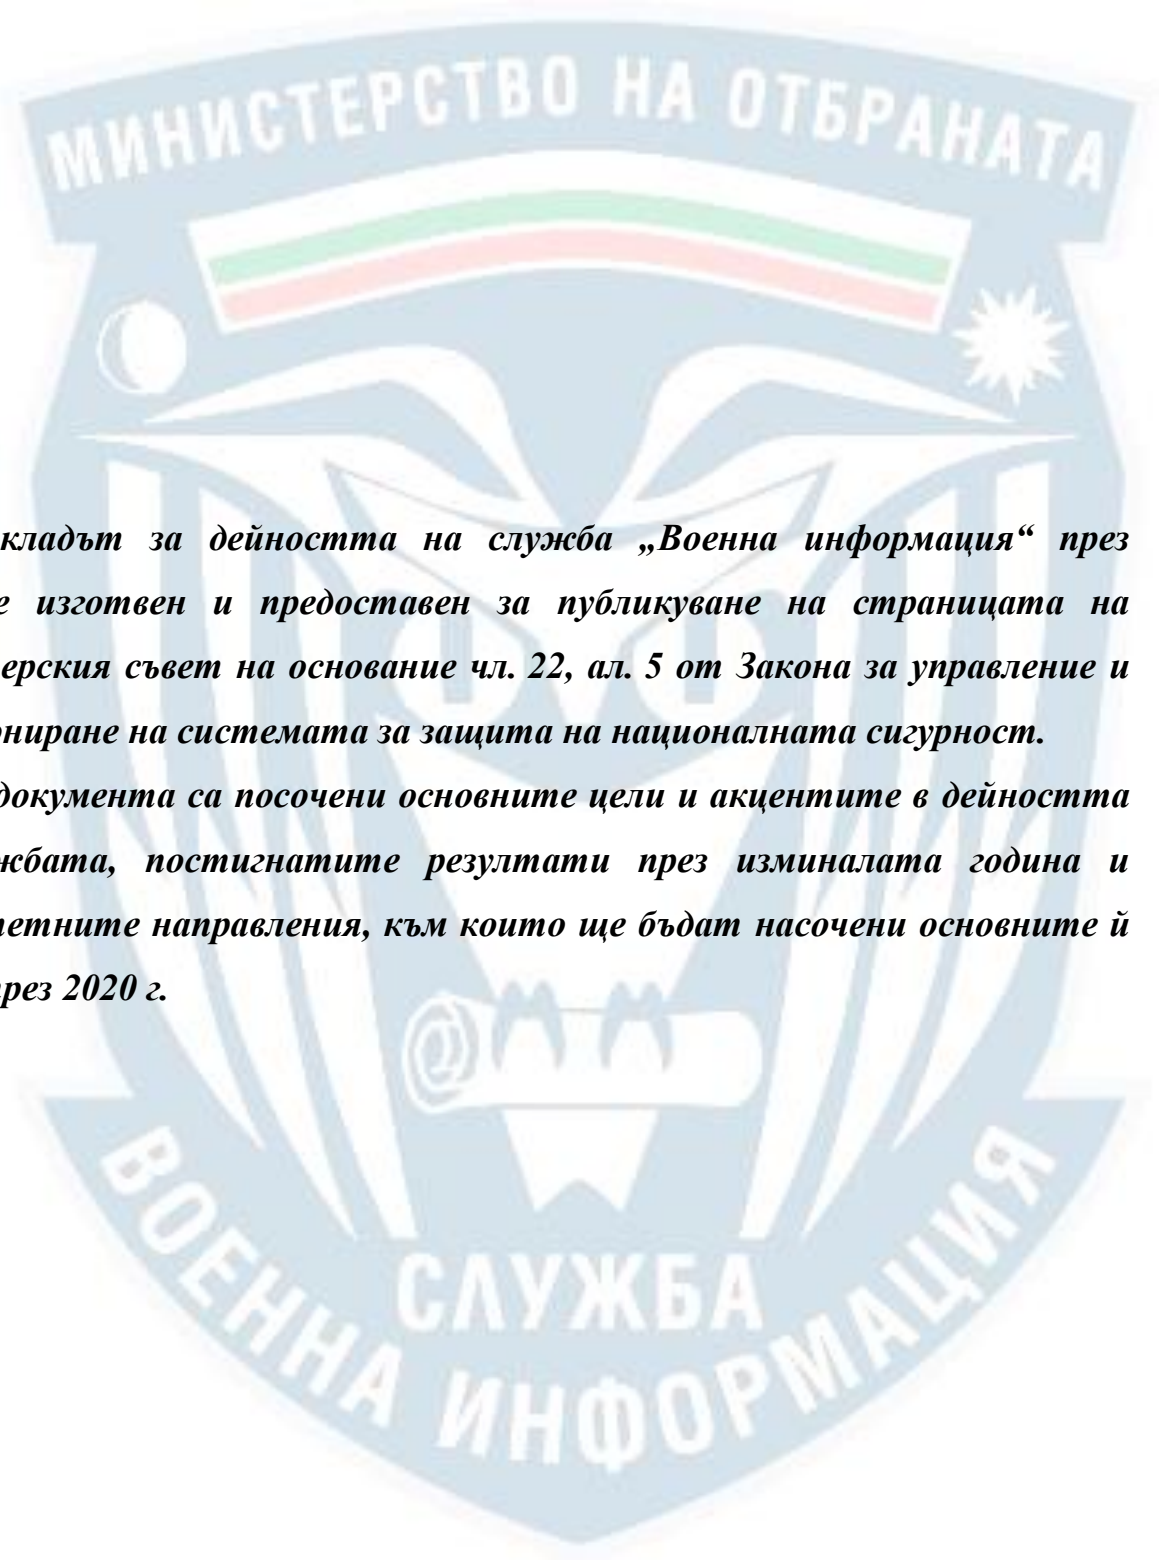 МИНИСТЕРСТВО НА ОТБРАНАТА
кладът за дейността на служба „Военна информация“ през
е изготвен и предоставен за публикуване на страницата на
ерския съвет на основание чл. 22, ал. 5 от Закона за управление и
ниране на системата за защита на националната сигурност.
документа са посочени основните цели и акцентите в дейността
жбата, постигнатите резултати през изминалата година и
етните направления, към които ще бъдат насочени основните ѝ
през 2020 г.
СЛУЖБА
ВОЕННА ИНФОРМАЦИЯ